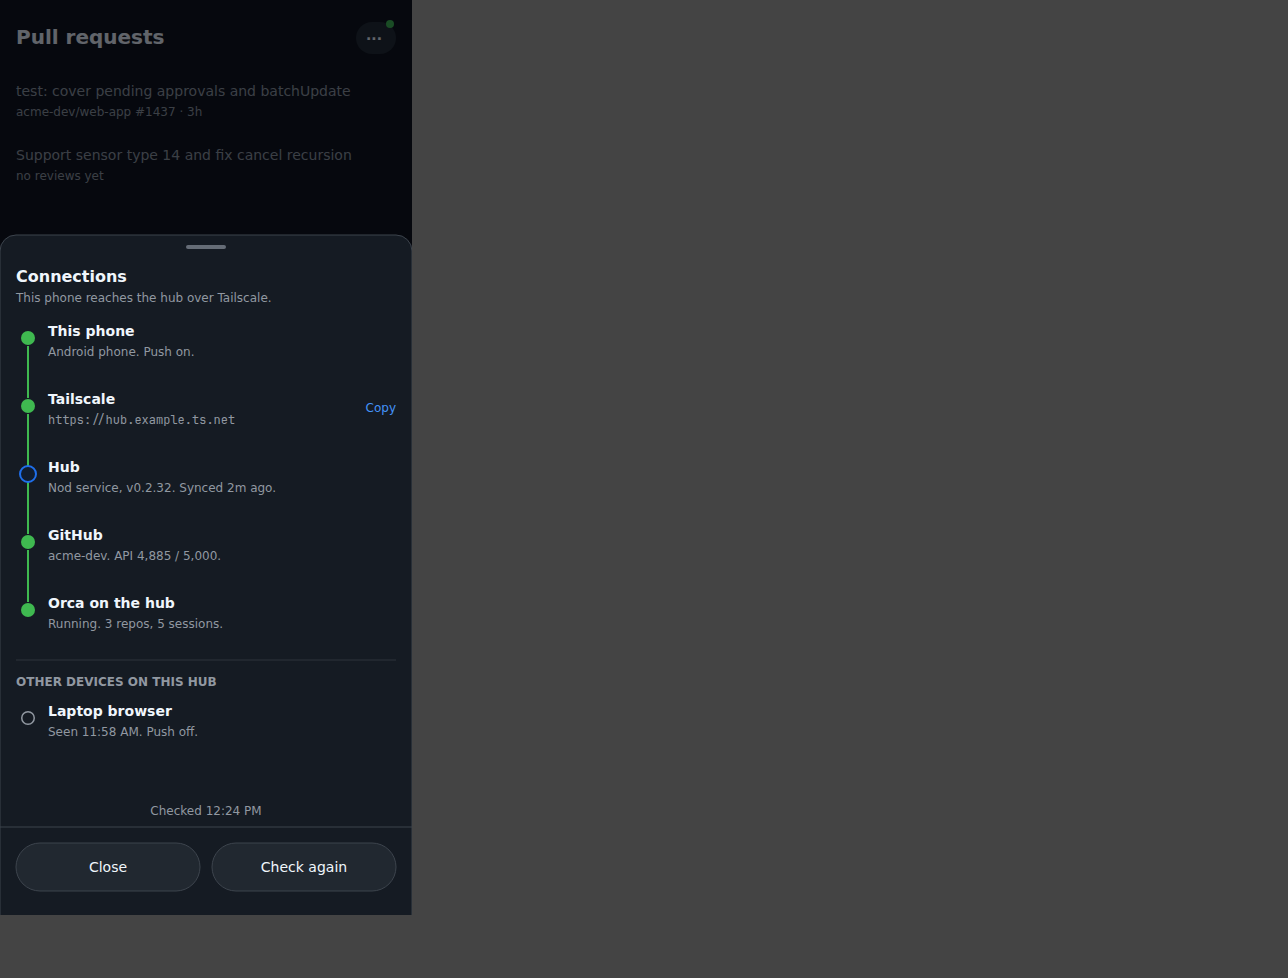 Pull requests
...
test: cover pending approvals and batchUpdate
acme-dev/web-app #1437 · 3h
Support sensor type 14 and fix cancel recursion
no reviews yet
Connections
This phone reaches the hub over Tailscale.
This phone
Android phone. Push on.
Tailscale
https://hub.example.ts.net
Copy
Hub
Nod service, v0.2.32. Synced 2m ago.
GitHub
acme-dev. API 4,885 / 5,000.
Orca on the hub
Running. 3 repos, 5 sessions.
OTHER DEVICES ON THIS HUB
Laptop browser
Seen 11:58 AM. Push off.
Checked 12:24 PM
Close
Check again